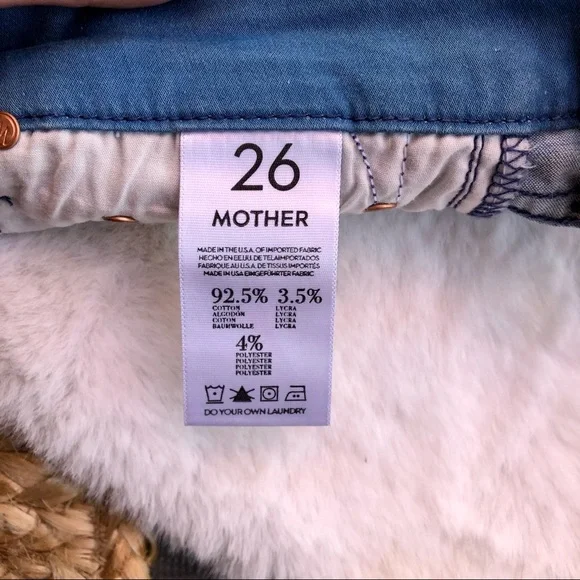 26
MOTHER
MADE IN THE U.S.A. OF IMPORTED FABRIC
HECHO EN EE.UU. DE TELA IMPORTADOS
FABRIQUE AU U.S.A. DE TISSUS IMPORTÉS
MADE IN USA EINGEFÜHRTER FABRIC
92.5% 3.5%
COTTON LYCRA
ALGODÓN LYCRA
COTON LYCRA
BAUMWOLLE LYCRA
4%
POLYESTER
POLYESTER
POLYESTER
POLYESTER
DO YOUR OWN LAUNDRY